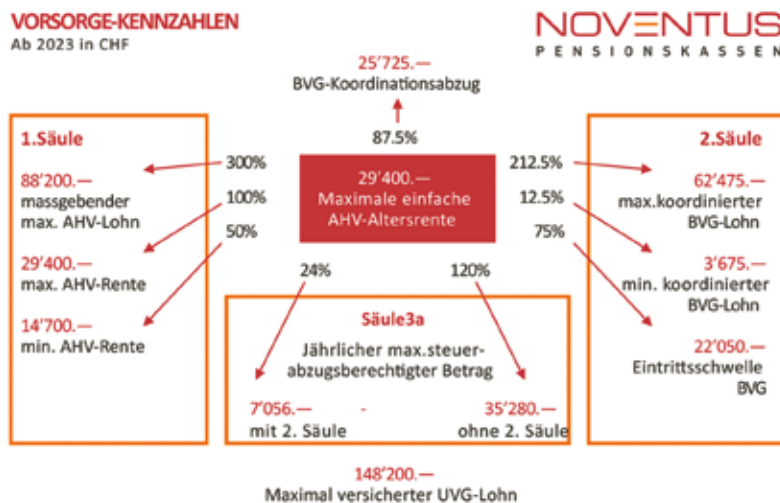 VORSORGE-KENNZAHLEN
Ab 2023 in CHF
NOVENTUS
PENSIONSKASSEN
25'725.—
BVG-Koordinationsabzug
87.5%
29'400.—
Maximale einfache
AHV-Altersrente
1.Säule
300%
88'200.—
massgebender
max. AHV-Lohn
100%
29'400.—
max. AHV-Rente
50%
14'700.—
min. AHV-Rente
2.Säule
212.5%
62'475.—
max.koordinierter
BVG-Lohn
12.5%
3'675.—
min. koordinierter
BVG-Lohn
75%
22'050.—
Eintrittsschwelle
BVG
24%
120%
Säule3a
Jährlicher max.steuer-
abzugsberechtigter Betrag
7'056.— - 35'280.—
mit 2. Säule ohne 2. Säule
148'200.—
Maximal versicherter UVG-Lohn